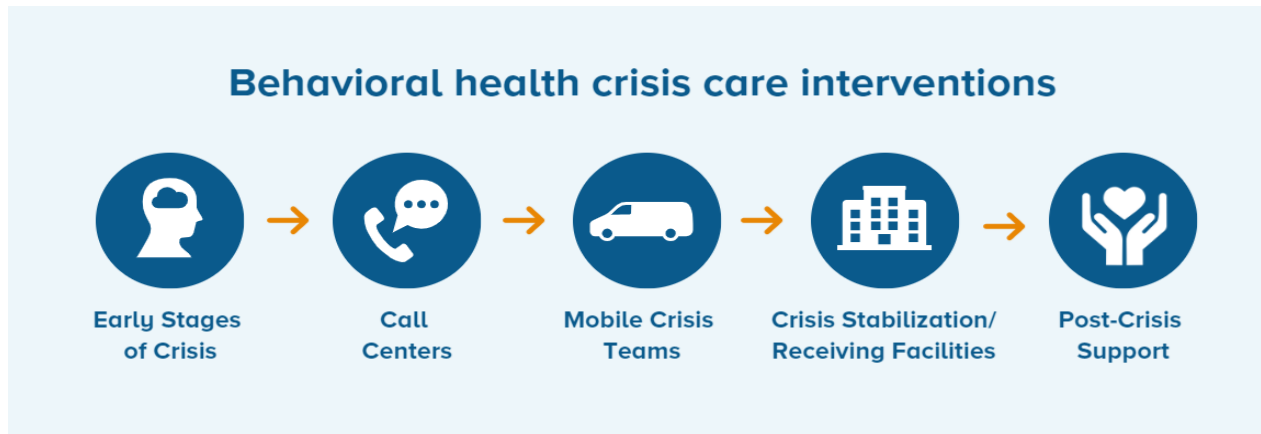 Behavioral health crisis care interventions
Early Stages
of Crisis
Call
Centers
Mobile Crisis
Teams
Crisis Stabilization/
Receiving Facilities
Post-Crisis
Support